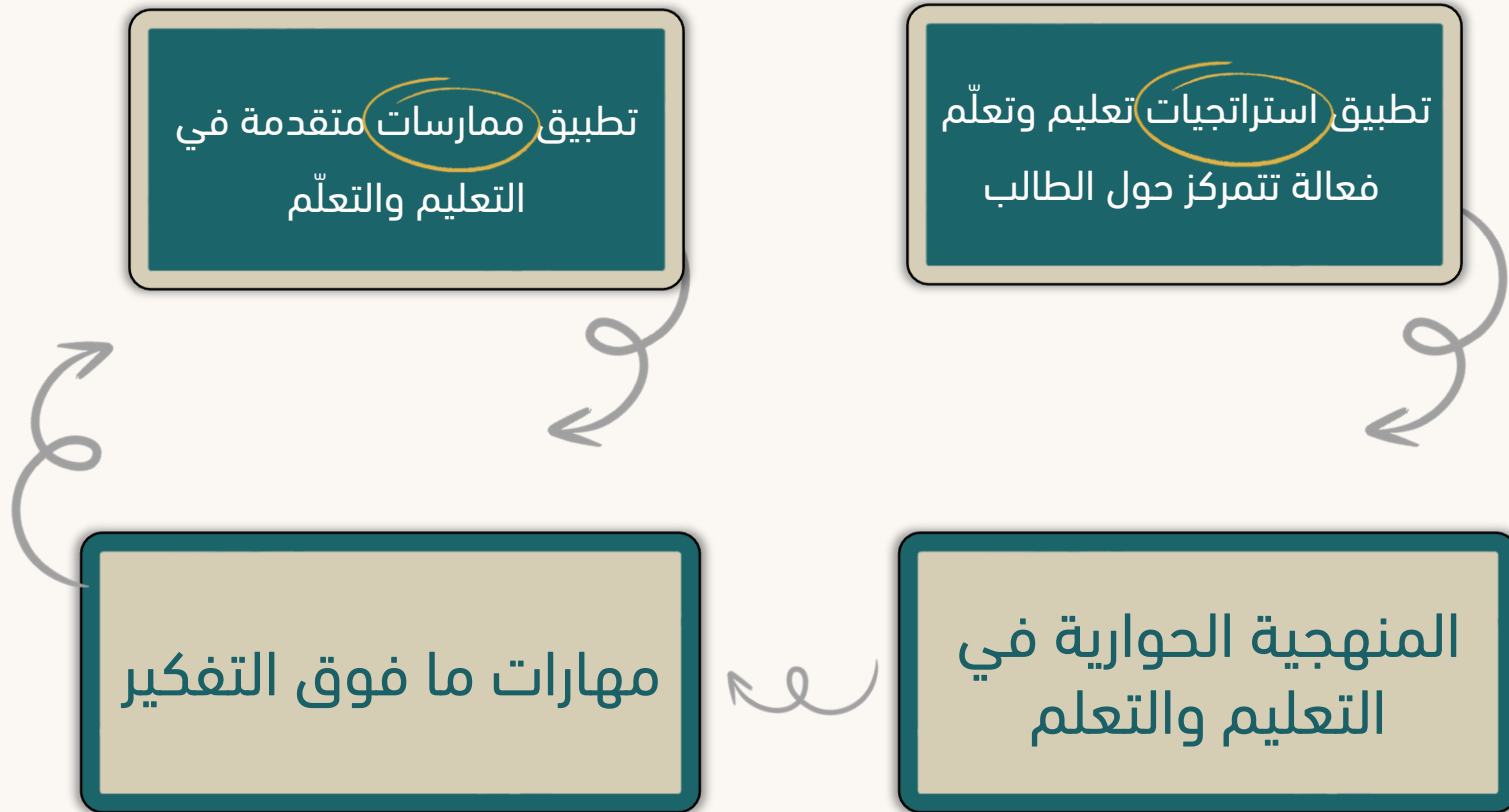 تطبيق استراتجيات تعليم وتعلّم
فعالة تتمركز حول الطالب
تطبيق ممارسات متقدمة في
التعليم والتعلّم
المنهجية الحوارية في
التعليم والتعلم
مهارات ما فوق التفكير